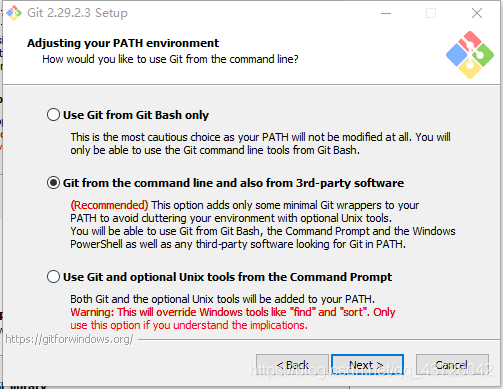 Git 2.29.2.3 Setup
Adjusting your PATH environment
How would you like to use Git from the command line?
Use Git from Git Bash only
This is the most cautious choice as your PATH will not be modified at all. You will
only be able to use the Git command line tools from Git Bash.
Git from the command line and also from 3rd-party software
(Recommended) This option adds only some minimal Git wrappers to your
PATH to avoid cluttering your environment with optional Unix tools.
You will be able to use Git from Git Bash, the Command Prompt and the Windows
PowerShell as well as any third-party software looking for Git in PATH.
Use Git and optional Unix tools from the Command Prompt
Both Git and the optional Unix tools will be added to your PATH.
Warning: This will override Windows tools like "find" and "sort". Only
use this option if you understand the implications.
https://gitforwindows.org/
< Back
Next >
Cancel